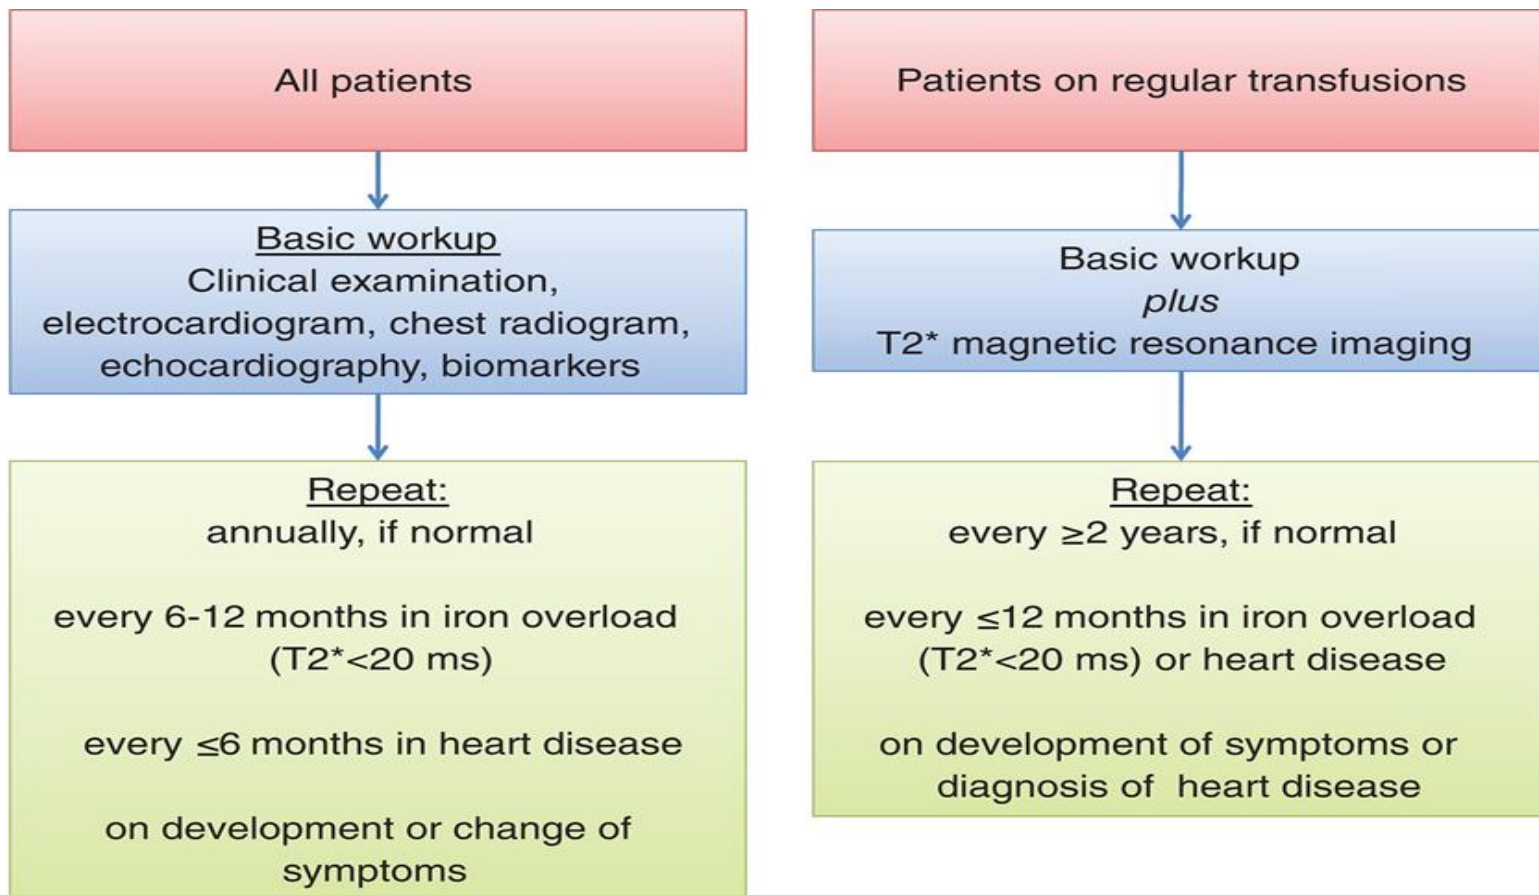 All patients
Basic workup
Clinical examination,
electrocardiogram, chest radiogram,
echocardiography, biomarkers
Repeat:
annually, if normal
every 6-12 months in iron overload
(T2*<20 ms)
every ≤6 months in heart disease
on development or change of
symptoms
Patients on regular transfusions
Basic workup
plus
T2* magnetic resonance imaging
Repeat:
every ≥2 years, if normal
every ≤12 months in iron overload
(T2*<20 ms) or heart disease
on development of symptoms or
diagnosis of heart disease